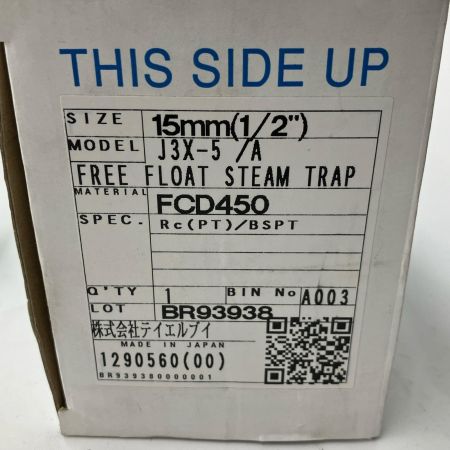 THIS SIDE UP
SIZE 15mm(1/2")
MODEL J3X-5 /A
FREE FLOAT STEAM TRAP
MATERIAL FCD450
SPEC. Rc(PT)/BSPT
Q'TY 1 BIN No A003
LOT BR93938
株式会社テイエルブイ
MADE IN JAPAN
1290560(00)
BR939380000001